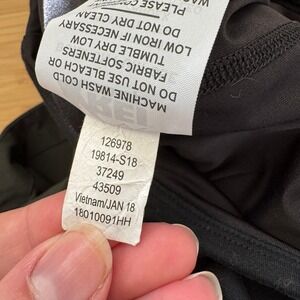 MACHINE WASH COLD
DO NOT USE BLEACH OR
FABRIC SOFTENERS
TUMBLE DRY LOW
LOW IRON IF NECESSARY
DO NOT DRY CLEAN
PLEASE
126978
19814-S18
37249
43509
Vietnam/JAN 18
18010091HH